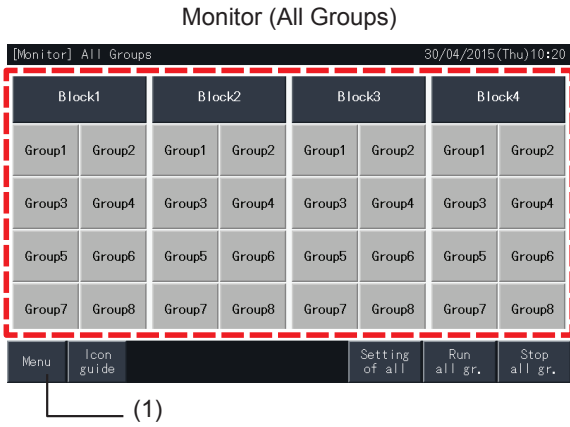 Monitor (All Groups)
[Monitor] All Groups 30/04/2015(Thu)10:20
Block1 Block2 Block3 Block4
Group1 Group2 Group1 Group2 Group1 Group2 Group1 Group2
Group3 Group4 Group3 Group4 Group3 Group4 Group3 Group4
Group5 Group6 Group5 Group6 Group5 Group6 Group5 Group6
Group7 Group8 Group7 Group8 Group7 Group8 Group7 Group8
Menu Icon guide Setting of all Run all gr. Stop all gr.
(1)